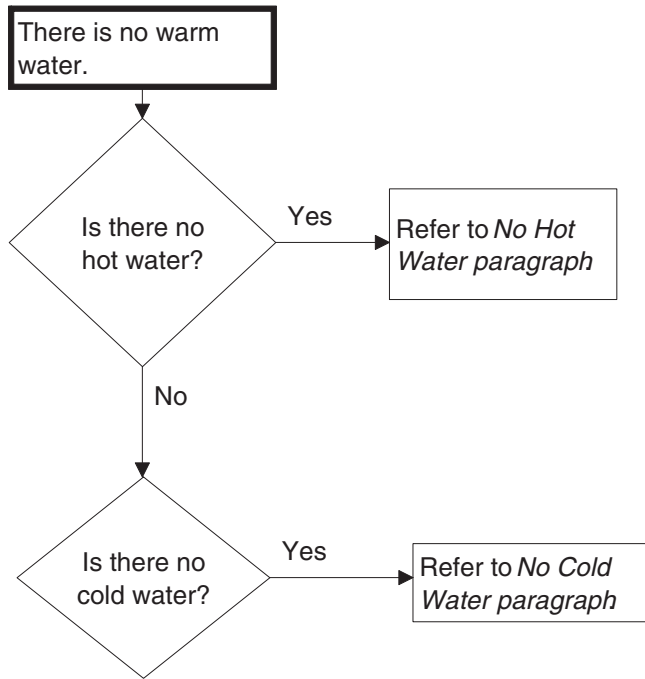 There is no warm
water.
Is there no
hot water?
Yes
Refer to No Hot
Water paragraph
No
Is there no
cold water?
Yes
Refer to No Cold
Water paragraph